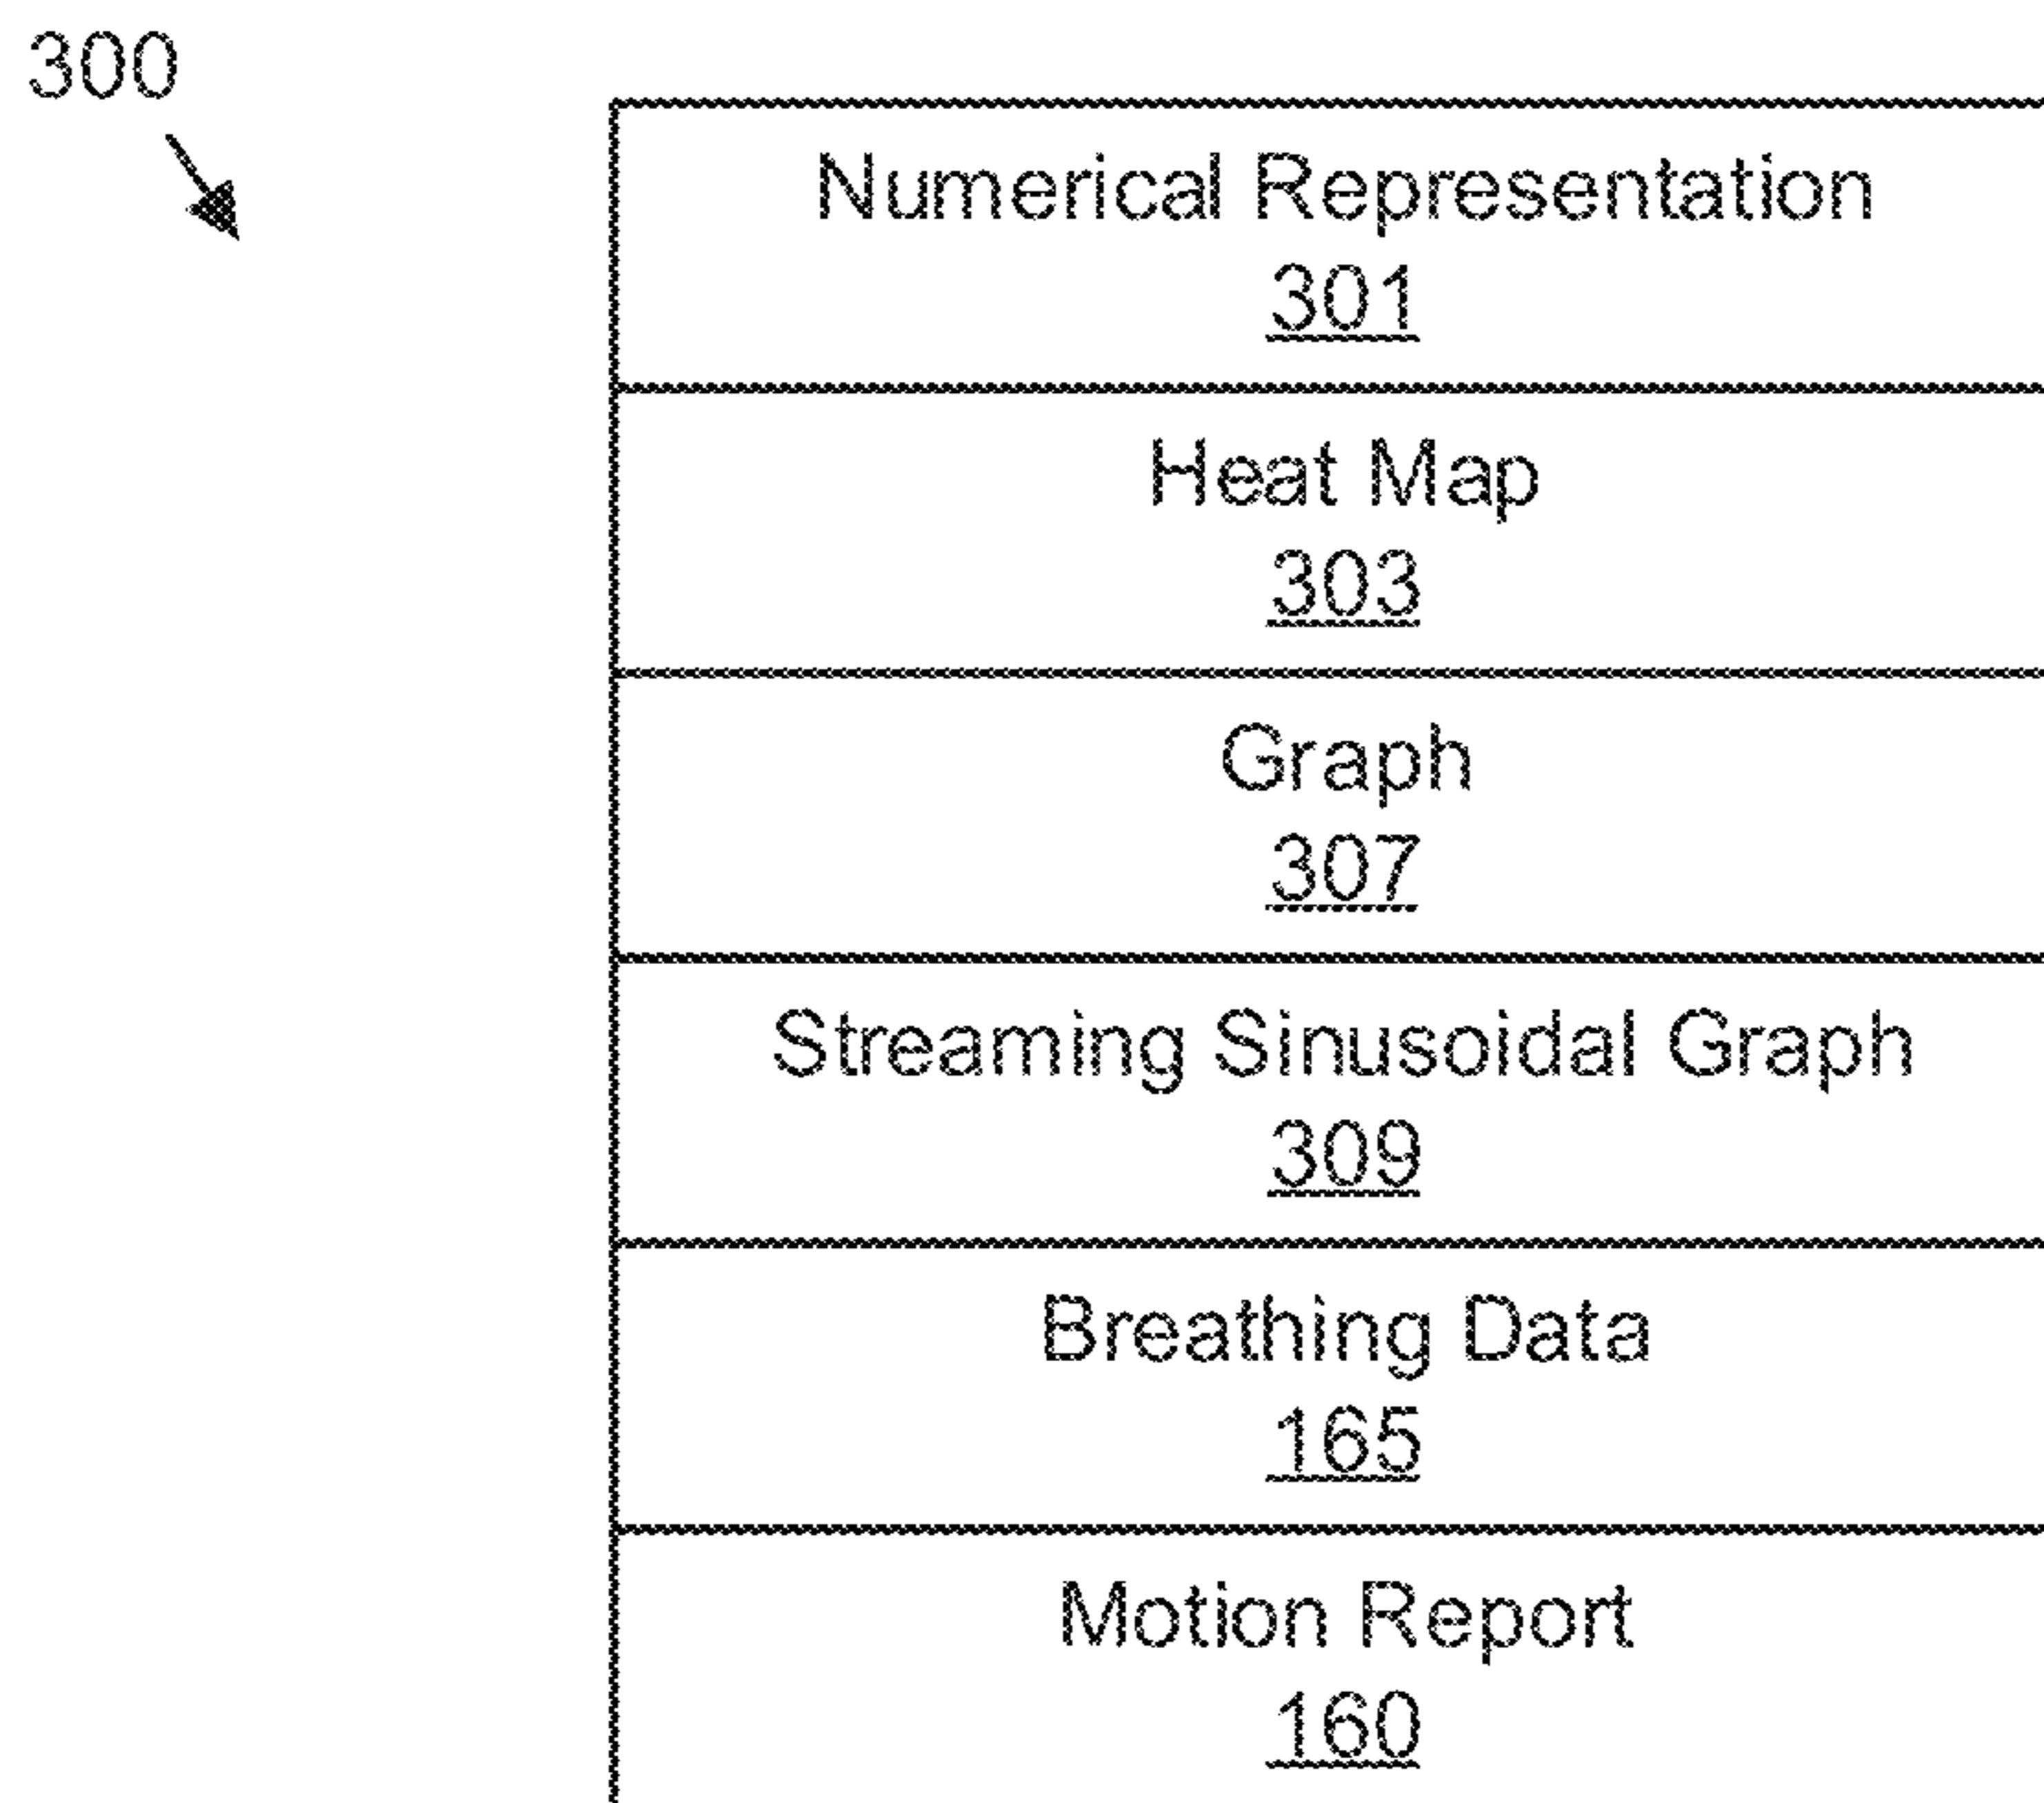 300
Numerical Representation
301
Heat Map
303
Graph
307
Streaming Sinusoidal Graph
309
Breathing Data
165
Motion Report
160